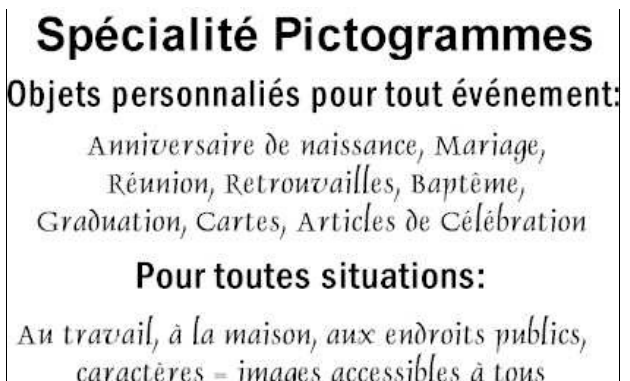 Spécialité Pictogrammes
Objets personnaliés pour tout événement:
Anniversaire de naissance, Mariage,
Réunion, Retrouvailles, Baptême,
Graduation, Cartes, Articles de Célébration
Pour toutes situations:
Au travail, à la maison, aux endroits publics,
caractères = images accessibles à tous